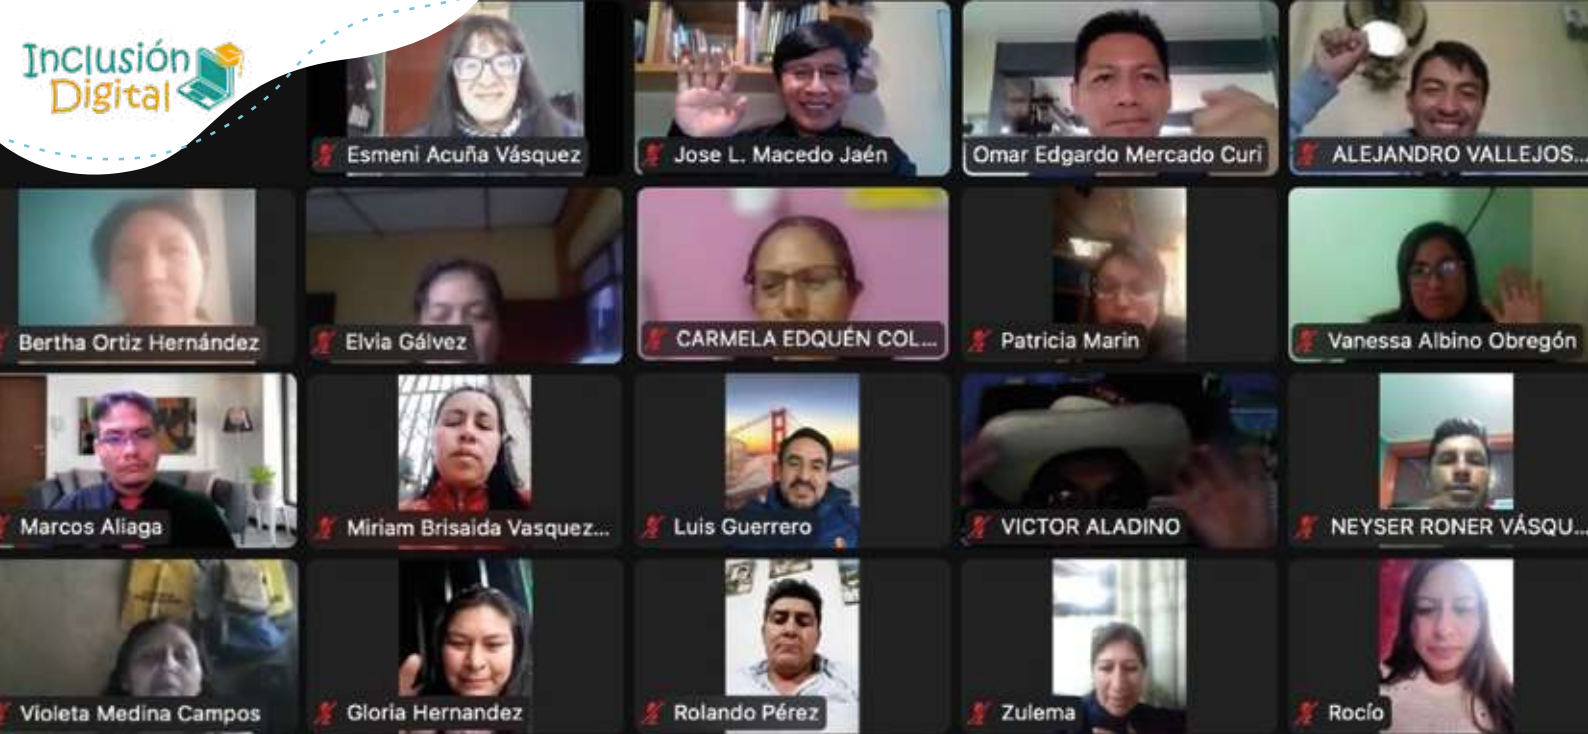 Inclusión
Digital
Esmeni Acuña Vásquez
Jose L. Macedo Jaén
Omar Edgardo Mercado Curi
ALEJANDRO VALLEJOS...
Bertha Ortiz Hernández
Elvia Gálvez
CARMELA EDQUÉN COL...
Patricia Marin
Vanessa Albino Obregón
Marcos Aliaga
Miriam Brisaida Vasquez...
Luis Guerrero
VICTOR ALADINO
NEYSER RONER VÁSQU...
Violeta Medina Campos
Gloria Hernandez
Rolando Pérez
Zulema
Rocío